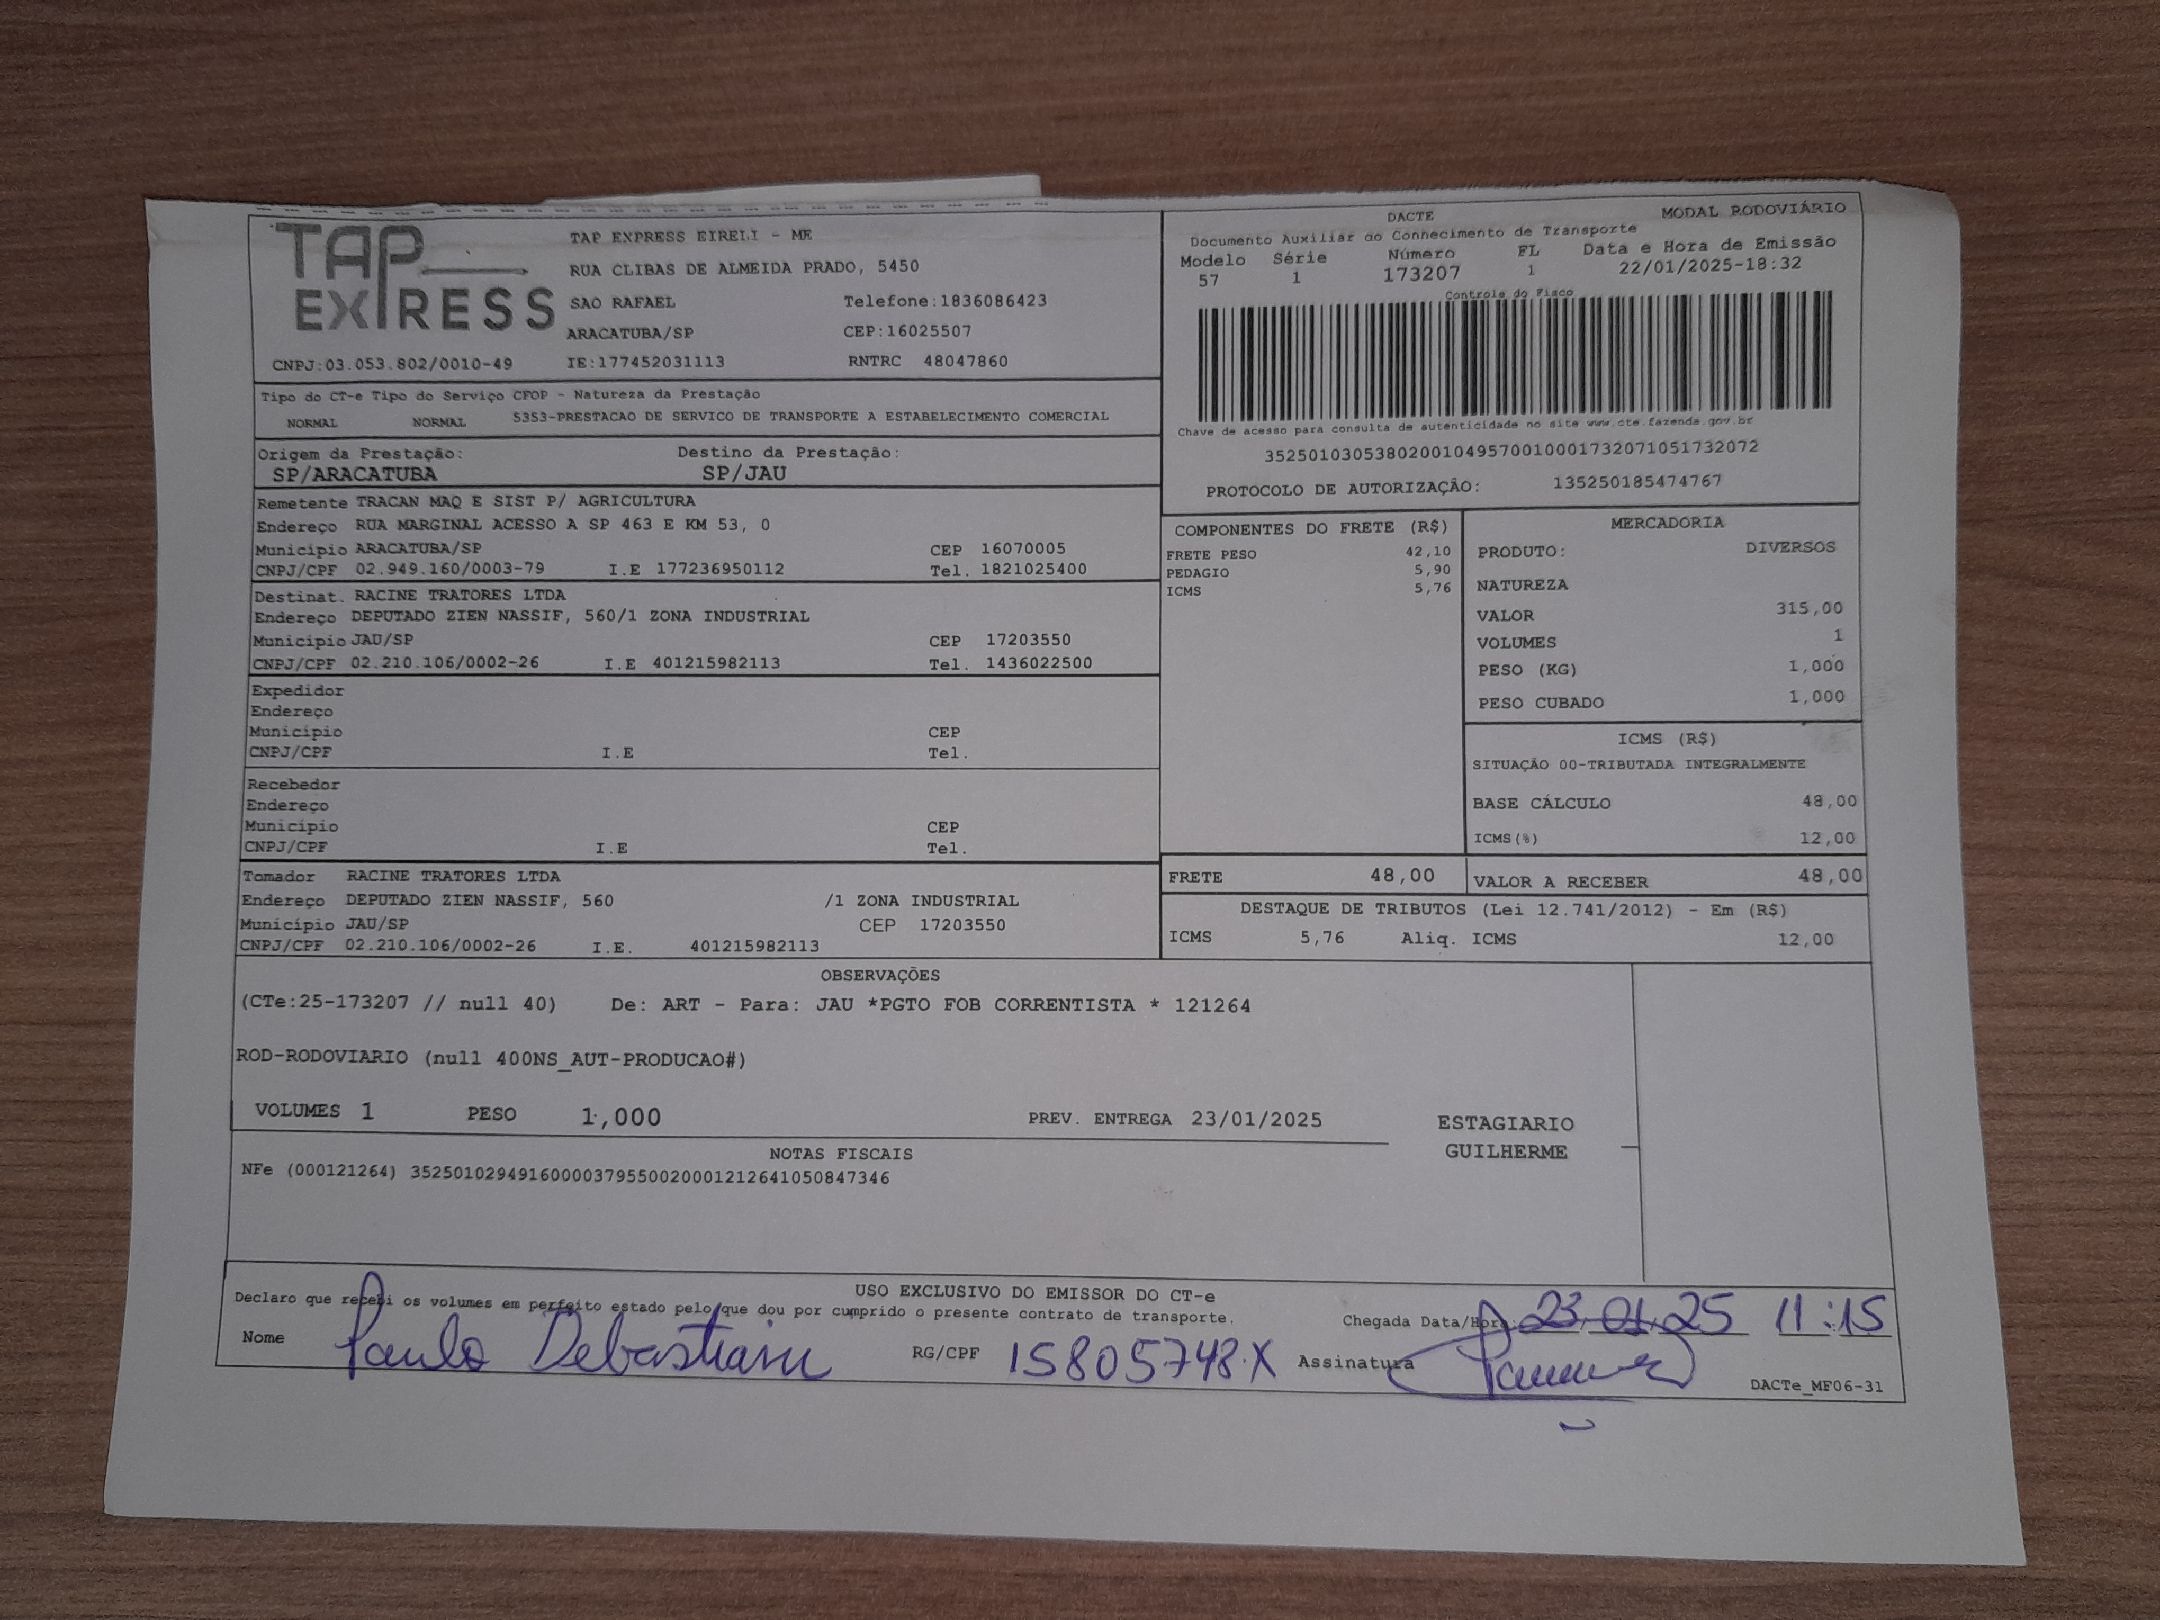 TAP EXPRESS
TAP EXPRESS EIRELI - ME
RUA CLIBAS DE ALMEIDA PRADO, 5450
SAO RAFAEL Telefone:1836086423
ARACATUBA/SP CEP:16025507
CNPJ:03.053.802/0010-49 IE:177452031113 RNTRC 48047860
DACTE MODAL RODOVIÁRIO
Documento Auxiliar ao Conhecimento de Transporte
Modelo Série Número FL Data e Hora de Emissão
57 1 173207 1 22/01/2025-18:32
Controle do Fisco
Chave de acesso para consulta de autenticidade no site www.cte.fazenda.gov.br
35250103053802001049570010001732071051732072
PROTOCOLO DE AUTORIZAÇÃO: 135250185474767
Tipo do CT-e Tipo do Serviço CFOP - Natureza da Prestação
NORMAL NORMAL 5353-PRESTACAO DE SERVICO DE TRANSPORTE A ESTABELECIMENTO COMERCIAL
Origem da Prestação: Destino da Prestação:
SP/ARACATUBA SP/JAU
Remetente TRACAN MAQ E SIST P/ AGRICULTURA
Endereço RUA MARGINAL ACESSO A SP 463 E KM 53, 0
Município ARACATUBA/SP CEP 16070005
CNPJ/CPF 02.949.160/0003-79 I.E 177236950112 Tel. 1821025400
Destinat. RACINE TRATORES LTDA
Endereço DEPUTADO ZIEN NASSIF, 560/1 ZONA INDUSTRIAL
Município JAU/SP CEP 17203550
CNPJ/CPF 02.210.106/0002-26 I.E 401215982113 Tel. 1436022500
Expedidor
Endereço
Município CEP
CNPJ/CPF I.E Tel.
Recebedor
Endereço
Município CEP
CNPJ/CPF I.E Tel.
Tomador RACINE TRATORES LTDA
Endereço DEPUTADO ZIEN NASSIF, 560 /1 ZONA INDUSTRIAL
Município JAU/SP CEP 17203550
CNPJ/CPF 02.210.106/0002-26 I.E. 401215982113
COMPONENTES DO FRETE (R$)
FRETE PESO 42,10
PEDAGIO 5,90
ICMS 5,76
MERCADORIA
PRODUTO: DIVERSOS
NATUREZA
VALOR 315,00
VOLUMES 1
PESO (KG) 1,000
PESO CUBADO 1,000
ICMS (R$)
SITUAÇÃO 00-TRIBUTADA INTEGRALMENTE
BASE CÁLCULO 48,00
ICMS(%) 12,00
FRETE 48,00 VALOR A RECEBER 48,00
DESTAQUE DE TRIBUTOS (Lei 12.741/2012) - Em (R$)
ICMS 5,76 Aliq. ICMS 12,00
OBSERVAÇÕES
(CTe:25-173207 // null 40) De: ART - Para: JAU *PGTO FOB CORRENTISTA * 121264
ROD-RODOVIARIO (null 400NS_AUT-PRODUCAO#)
VOLUMES 1 PESO 1,000 PREV. ENTREGA 23/01/2025 ESTAGIARIO
GUILHERME
NOTAS FISCAIS
NFe (000121264) 35250102949160000379550020001212641050847346
USO EXCLUSIVO DO EMISSOR DO CT-e
Declaro que recebi os volumes em perfeito estado pelo que dou por cumprido o presente contrato de transporte.
Chegada Data/Hora: 23,01,25 11:15
Nome Paulo Debastiani RG/CPF 15805748-X Assinatura
DACTe_MF06-31